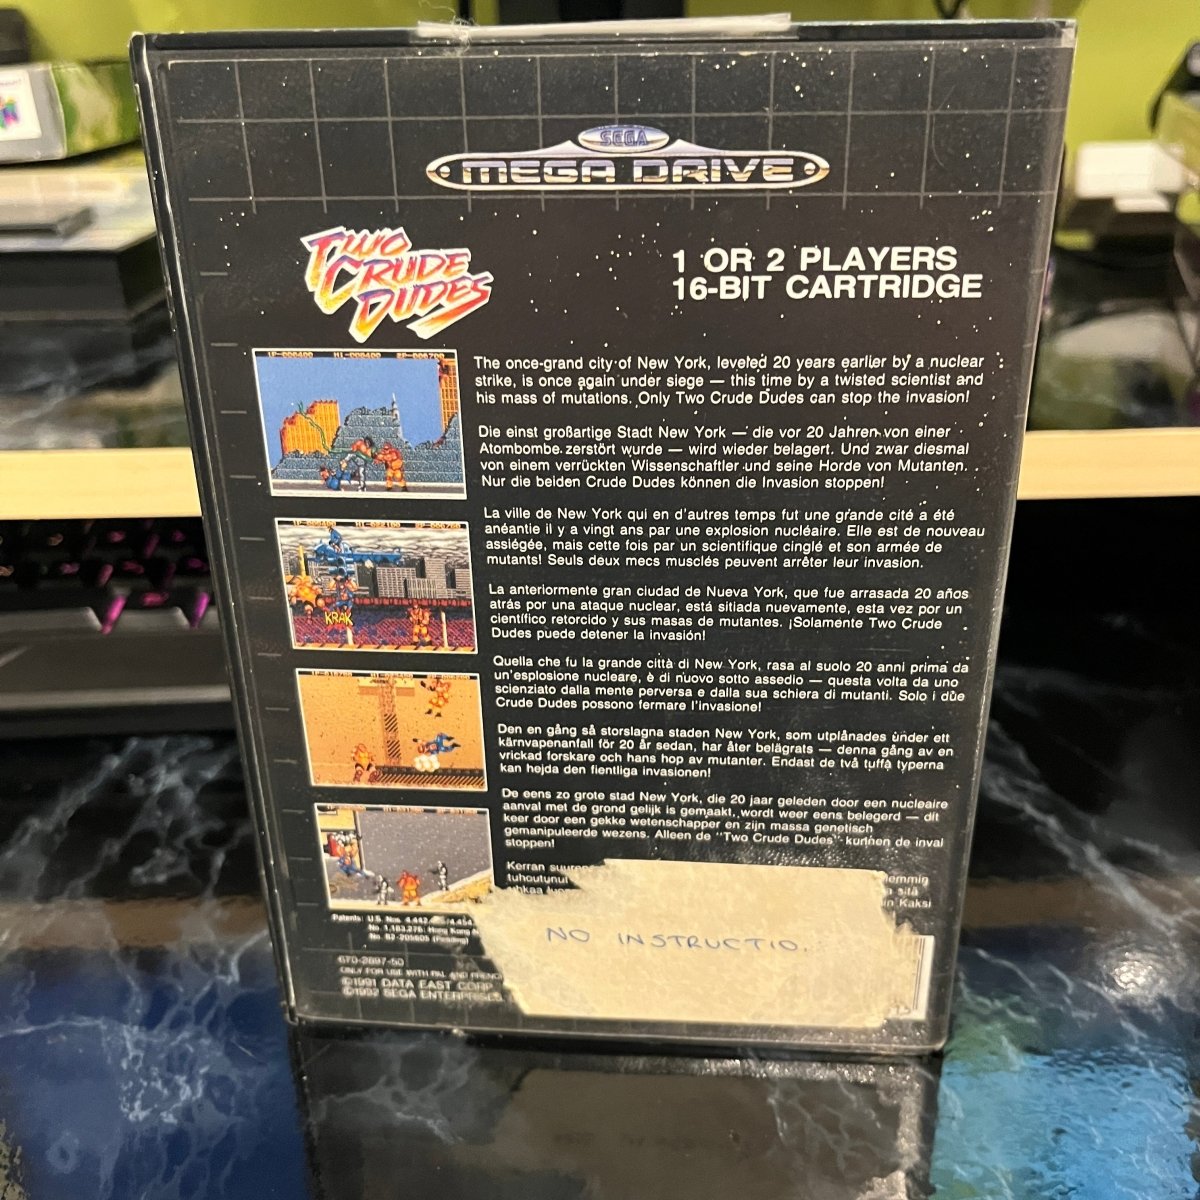 SEGA
MEGA DRIVE
TWO
CRUDE
DUDES
1 OR 2 PLAYERS
16-BIT CARTRIDGE
The once-grand city of New York, leveled 20 years earlier by a nuclear
strike, is once again under siege — this time by a twisted scientist and
his mass of mutations. Only Two Crude Dudes can stop the invasion!
Die einst großartige Stadt New York — die vor 20 Jahren von einer
Atombombe zerstört wurde — wird wieder belagert. Und zwar diesmal
von einem verrückten Wissenschaftler und seine Horde von Mutanten.
Nur die beiden Crude Dudes können die Invasion stoppen!
La ville de New York qui en d'autres temps fut une grande cité a été
anéantie il y a vingt ans par une explosion nucléaire. Elle est de nouveau
assiégée, mais cette fois par un scientifique cinglé et son armée de
mutants! Seuls deux mecs musclés peuvent arrêter leur invasion.
La anteriormente gran ciudad de Nueva York, que fue arrasada 20 años
atrás por una ataque nuclear, está sitiada nuevamente, esta vez por un
científico retorcido y sus masas de mutantes. ¡Solamente Two Crude
Dudes puede detener la invasión!
Quella che fu la grande città di New York, rasa al suolo 20 anni prima da
un'esplosione nucleare, è di nuovo sotto assedio — questa volta da uno
scienziato dalla mente perversa e dalla sua schiera di mutanti. Solo i due
Crude Dudes possono fermare l'invasione!
Den en gång så storslagna staden New York, som utplånades under ett
kärnvapenanfall för 20 år sedan, har åter belägrats — denna gång av en
vrickad forskare och hans hop av mutanter. Endast de två tuffa typerna
kan hejda den fientliga invasionen!
De eens zo grote stad New York, die 20 jaar geleden door een nucleaire
aanval met de grond gelijk is gemaakt, wordt weer eens belegerd — dit
keer door een gekke wetenschapper en zijn massa genetisch
gemanipuleerde wezens. Alleen de "Two Crude Dudes" kunnen de inval
stoppen!
Kerran
tuhoutunut
sitä
Kaksi
KRAK
NO INSTRUCTIO.
Patents: U.S. Nos.
Hong Kong
No. 82-205605 (Pending)
670-2897-50
ONLY FOR USE WITH PAL AND FRENCH
©1991 DATA EAST CORP.
©1992 SEGA ENTERPRISES